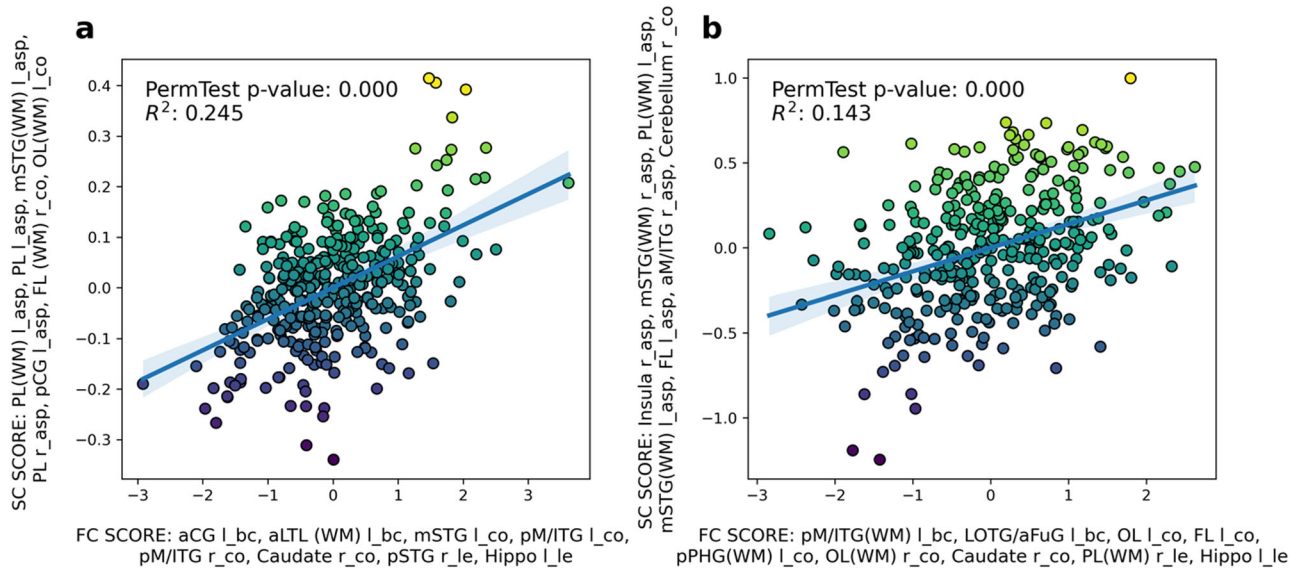 a
SC SCORE: PL(WM) l_asp, PL l_asp, mSTG(WM) l_asp,
PL r_asp, pCG l_asp, FL (WM) r_co, OL(WM) l_co
PermTest p-value: 0.000
R²: 0.245
0.4
0.3
0.2
0.1
0.0
−0.1
−0.2
−0.3
−3
−2
−1
0
1
2
3
FC SCORE: aCG l_bc, aLTL (WM) l_bc, mSTG l_co, pM/ITG l_co,
pM/ITG r_co, Caudate r_co, pSTG r_le, Hippo l_le
b
SC SCORE: Insula r_asp, mSTG(WM) r_asp, PL(WM) l_asp,
mSTG(WM) l_asp, FL l_asp, aM/ITG r_asp, Cerebellum r_co
PermTest p-value: 0.000
R²: 0.143
1.0
0.5
0.0
−0.5
−1.0
−3
−2
−1
0
1
2
FC SCORE: pM/ITG(WM) l_bc, LOTG/aFuG l_bc, OL l_co, FL l_co,
pPHG(WM) l_co, OL(WM) r_co, Caudate r_co, PL(WM) r_le, Hippo l_le